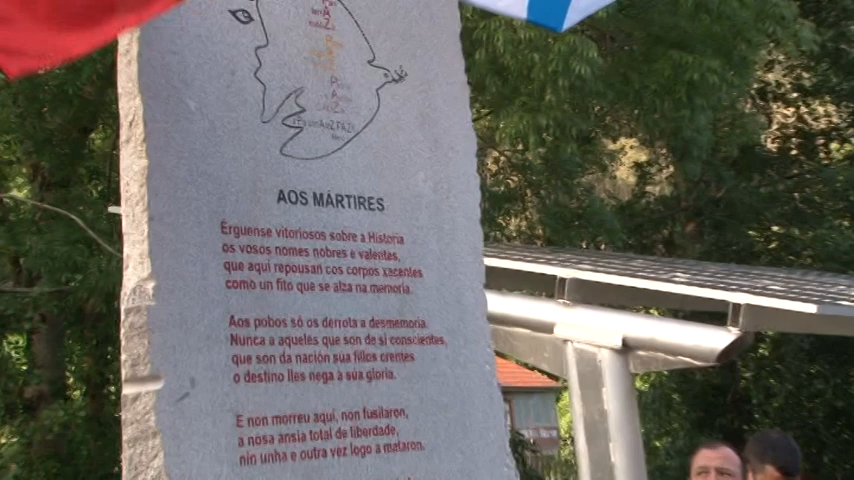 PAZ
AOS MÁRTIRES
Érguense vitoriosos sobre a Historia
os vosos nomes nobres e valentes,
que aquí repousan cos corpos xacentes
como un fito que se alza na memoria.
Aos pobos só os derrota a desmemoria.
Nunca a aqueles que son de si conscientes,
que son da nación súa fillos crentes
o destino lles nega a súa gloria.
E non morreu aquí, non fusilaron,
a nosa ansia total de liberdade,
nin unha e outra vez logo a mataron.